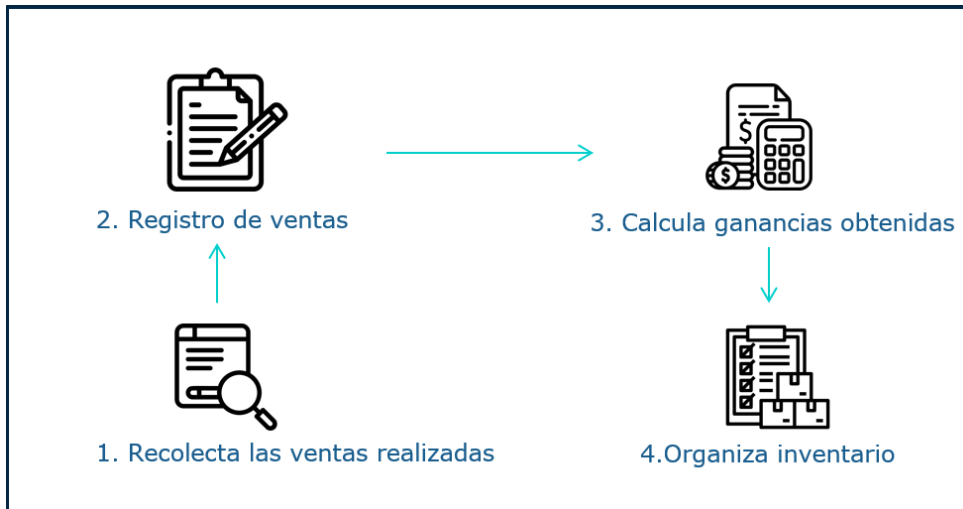 2. Registro de ventas
3. Calcula ganancias obtenidas
1. Recolecta las ventas realizadas
4.Organiza inventario